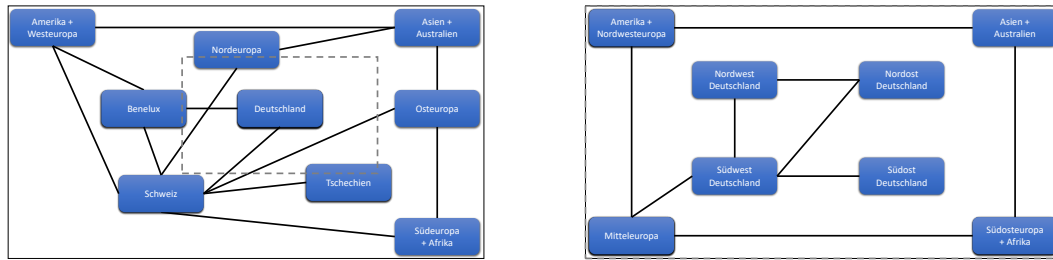 Amerika +
Westeuropa
Asien +
Australien
Nordeuropa
Benelux
Deutschland
Osteuropa
Schweiz
Tschechien
Südeuropa
+ Afrika
Amerika +
Nordwesteuropa
Asien +
Australien
Nordwest
Deutschland
Nordost
Deutschland
Südwest
Deutschland
Südost
Deutschland
Mitteleuropa
Südosteuropa
+ Afrika